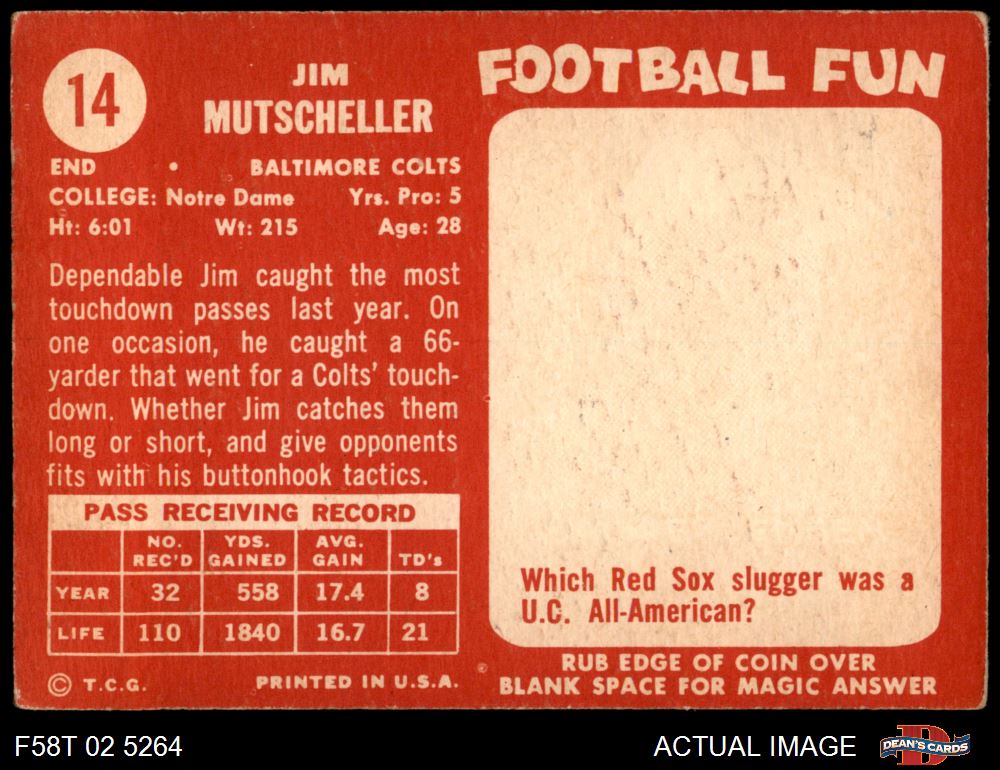 14
JIM
MUTSCHELLER
END • BALTIMORE COLTS
COLLEGE: Notre Dame Yrs. Pro: 5
Ht: 6:01 Wt: 215 Age: 28
Dependable Jim caught the most
touchdown passes last year. On
one occasion, he caught a 66-
yarder that went for a Colts' touch-
down. Whether Jim catches them
long or short, and give opponents
fits with his buttonhook tactics.
PASS RECEIVING RECORD
NO. REC'D YDS. GAINED AVG. GAIN TD's
YEAR 32 558 17.4 8
LIFE 110 1840 16.7 21
© T.C.G. PRINTED IN U.S.A.
FOOTBALL FUN
Which Red Sox slugger was a
U.C. All-American?
RUB EDGE OF COIN OVER
BLANK SPACE FOR MAGIC ANSWER
F58T 02 5264
ACTUAL IMAGE
D
DEAN'S CARDS